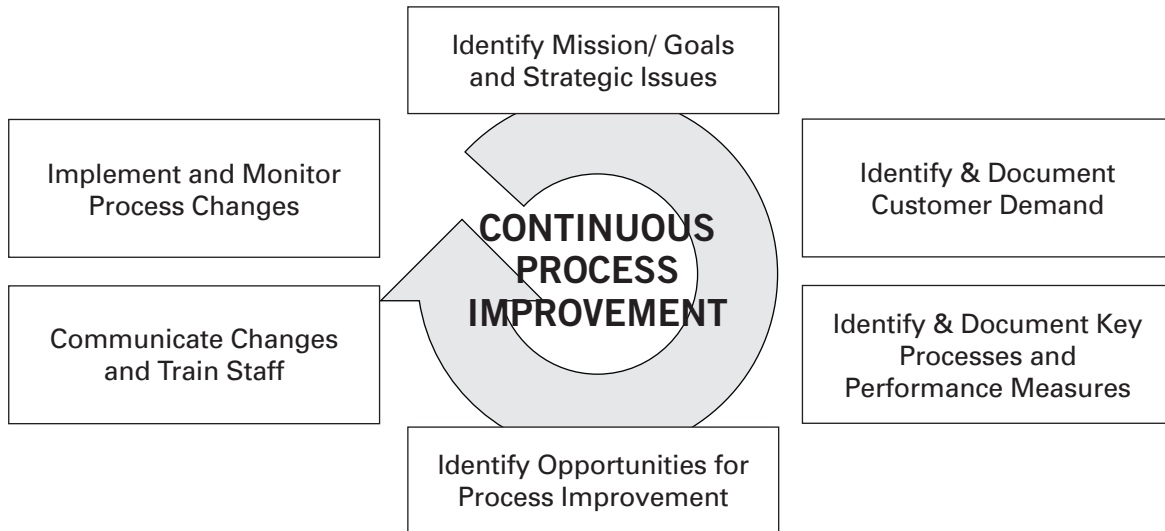 Identify Mission/ Goals
and Strategic Issues
Identify & Document
Customer Demand
Identify & Document Key
Processes and
Performance Measures
Identify Opportunities for
Process Improvement
Communicate Changes
and Train Staff
Implement and Monitor
Process Changes
CONTINUOUS
PROCESS
IMPROVEMENT